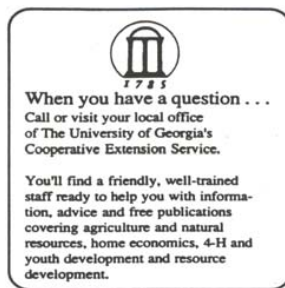 1785
When you have a question . . .
Call or visit your local office
of The University of Georgia's
Cooperative Extension Service.
You'll find a friendly, well-trained
staff ready to help you with informa-
tion, advice and free publications
covering agriculture and natural
resources, home economics, 4-H and
youth development and resource
development.